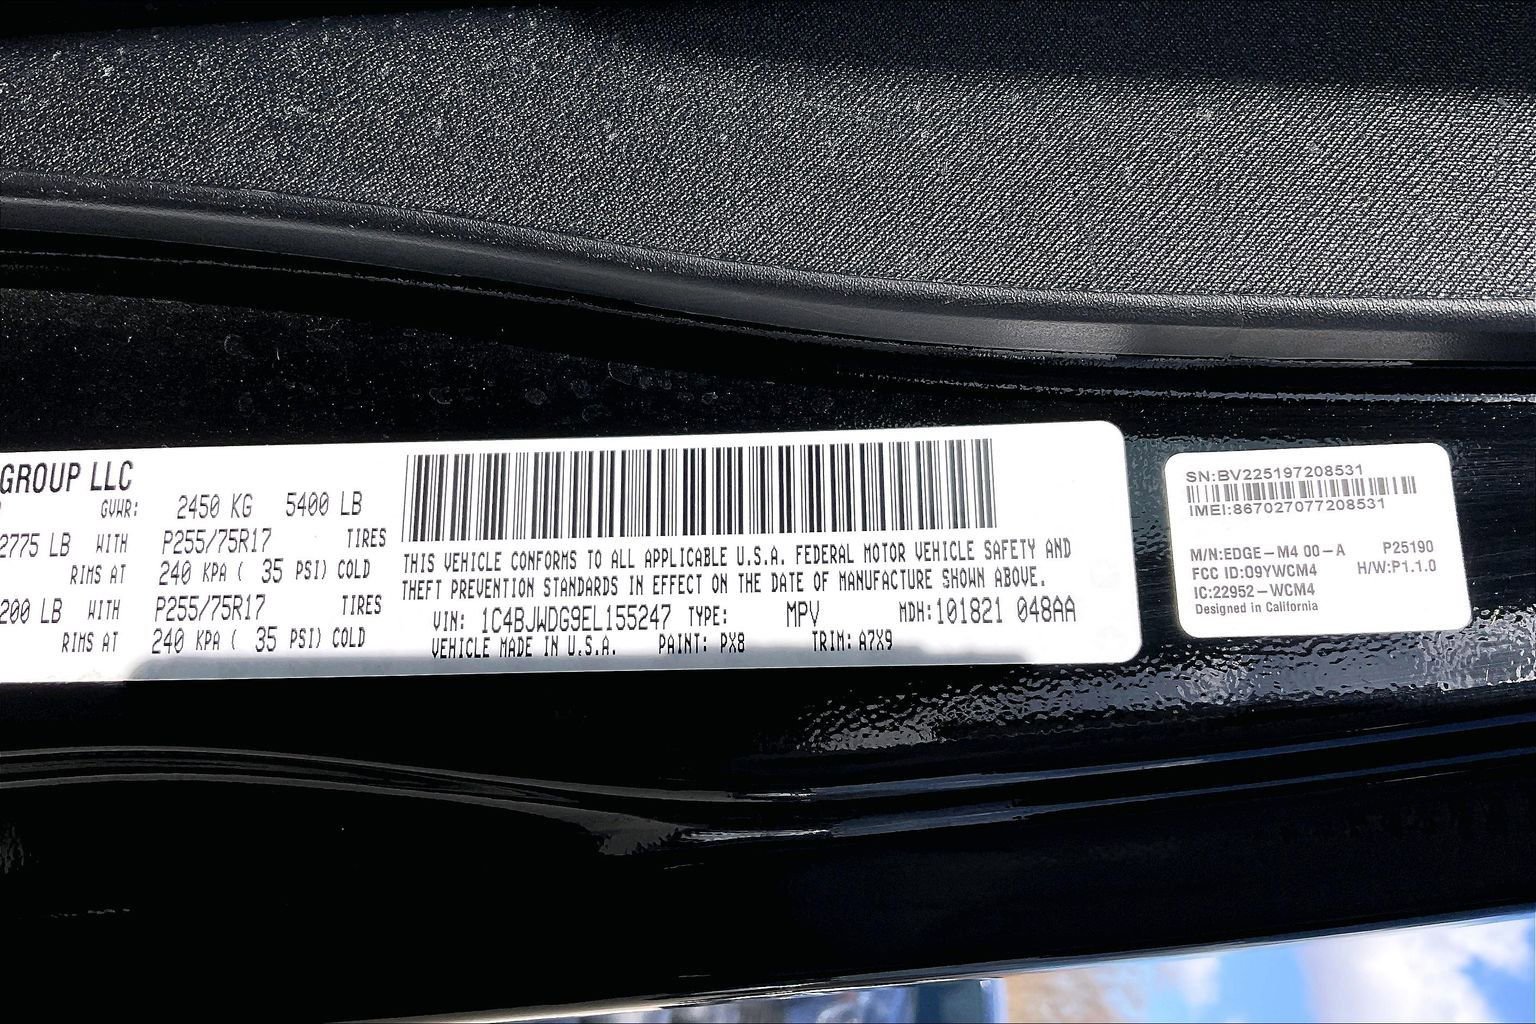 GROUP LLC
GVWR: 2450 KG 5400 LB
2775 LB WITH P255/75R17 TIRES
RIMS AT 240 KPA ( 35 PSI) COLD
200 LB WITH P255/75R17 TIRES
RIMS AT 240 KPA ( 35 PSI) COLD
THIS VEHICLE CONFORMS TO ALL APPLICABLE U.S.A. FEDERAL MOTOR VEHICLE SAFETY AND
THEFT PREVENTION STANDARDS IN EFFECT ON THE DATE OF MANUFACTURE SHOWN ABOVE.
VIN: 1C4BJWDG9EL155247 TYPE: MPV MDH:101821 048AA
VEHICLE MADE IN U.S.A. PAINT: PX8 TRIM: A7X9
SN:BV225197208531
IMEI:867027077208531
M/N:EDGE-M4 00-A P25190
FCC ID:O9YWCM4 H/W:P1.1.0
IC:22952-WCM4
Designed in California